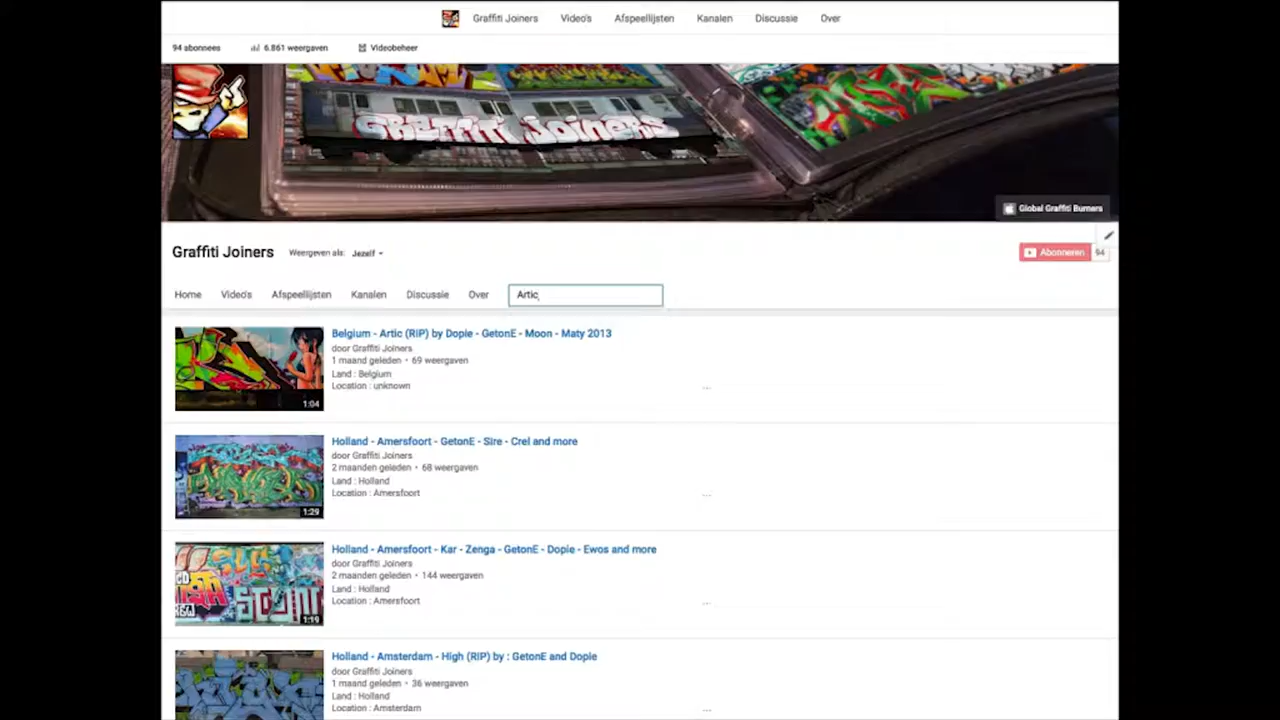 Graffiti Joiners Video's Afspeellijsten Kanalen Discussie Over
94 abonnees 6.861 weergaven Videobeheer
Graffiti Joiners
Global Graffiti Burners
Graffiti Joiners Weergeven als: Jezelf
Abonneren 94
Home Video's Afspeellijsten Kanalen Discussie Over Artic
Belgium - Artic (RIP) by Dopie - GetonE - Moon - Maty 2013
door Graffiti Joiners
1 maand geleden • 69 weergaven
Land : Belgium
Location : unknown
...
1:04
Holland - Amersfoort - GetonE - Sire - Crel and more
door Graffiti Joiners
2 maanden geleden • 68 weergaven
Land : Holland
Location : Amersfoort
...
1:29
Holland - Amersfoort - Kar - Zenga - GetonE - Dopie - Ewos and more
door Graffiti Joiners
2 maanden geleden • 144 weergaven
Land : Holland
Location : Amersfoort
...
1:19
Holland - Amsterdam - High (RIP) by : GetonE and Dopie
door Graffiti Joiners
1 maand geleden • 36 weergaven
Land : Holland
Location : Amsterdam
...